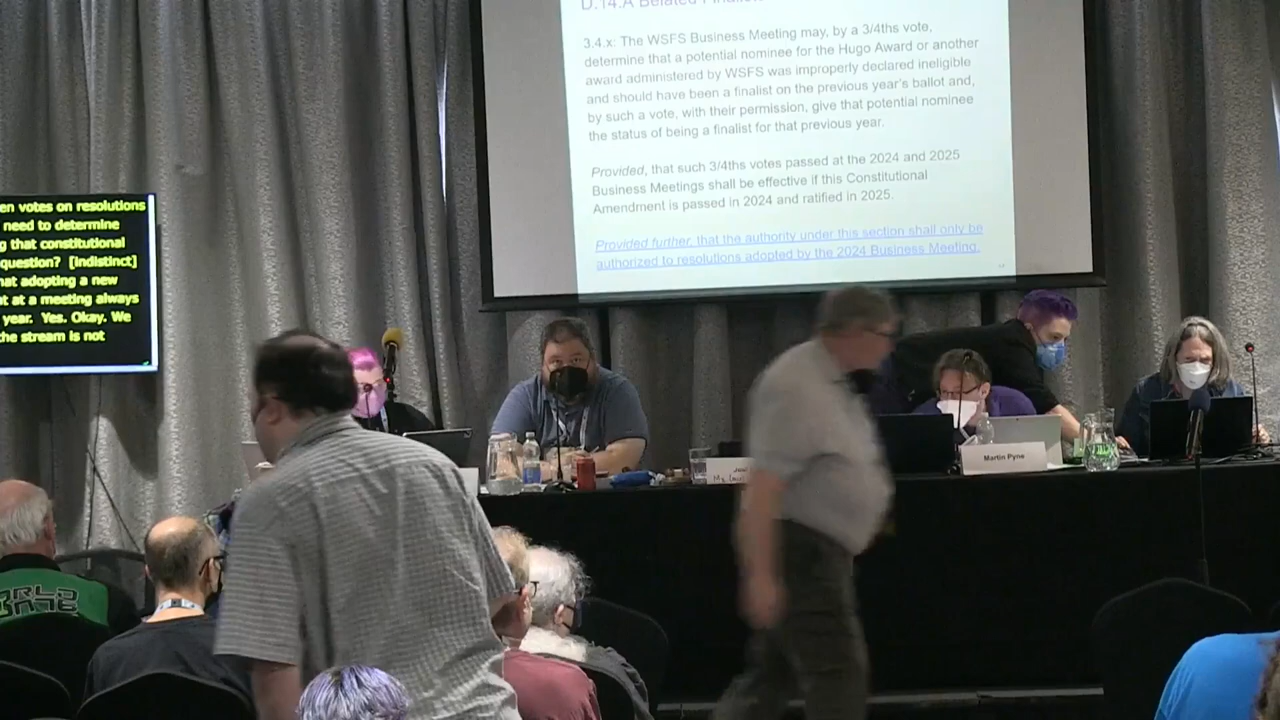 D.14.A Belated Finalist
3.4.x: The WSFS Business Meeting may, by a 3/4ths vote,
determine that a potential nominee for the Hugo Award or another
award administered by WSFS was improperly declared ineligible
and should have been a finalist on the previous year's ballot and,
by such a vote, with their permission, give that potential nominee
the status of being a finalist for that previous year.
Provided, that such 3/4ths votes passed at the 2024 and 2025
Business Meetings shall be effective if this Constitutional
Amendment is passed in 2024 and ratified in 2025.
Provided further, that the authority under this section shall only be
authorized to resolutions adopted by the 2024 Business Meeting.
en votes on resolutions
need to determine
g that constitutional
question? [indistinct]
hat adopting a new
t at a meeting always
year. Yes. Okay. We
the stream is not
Martin Pyne